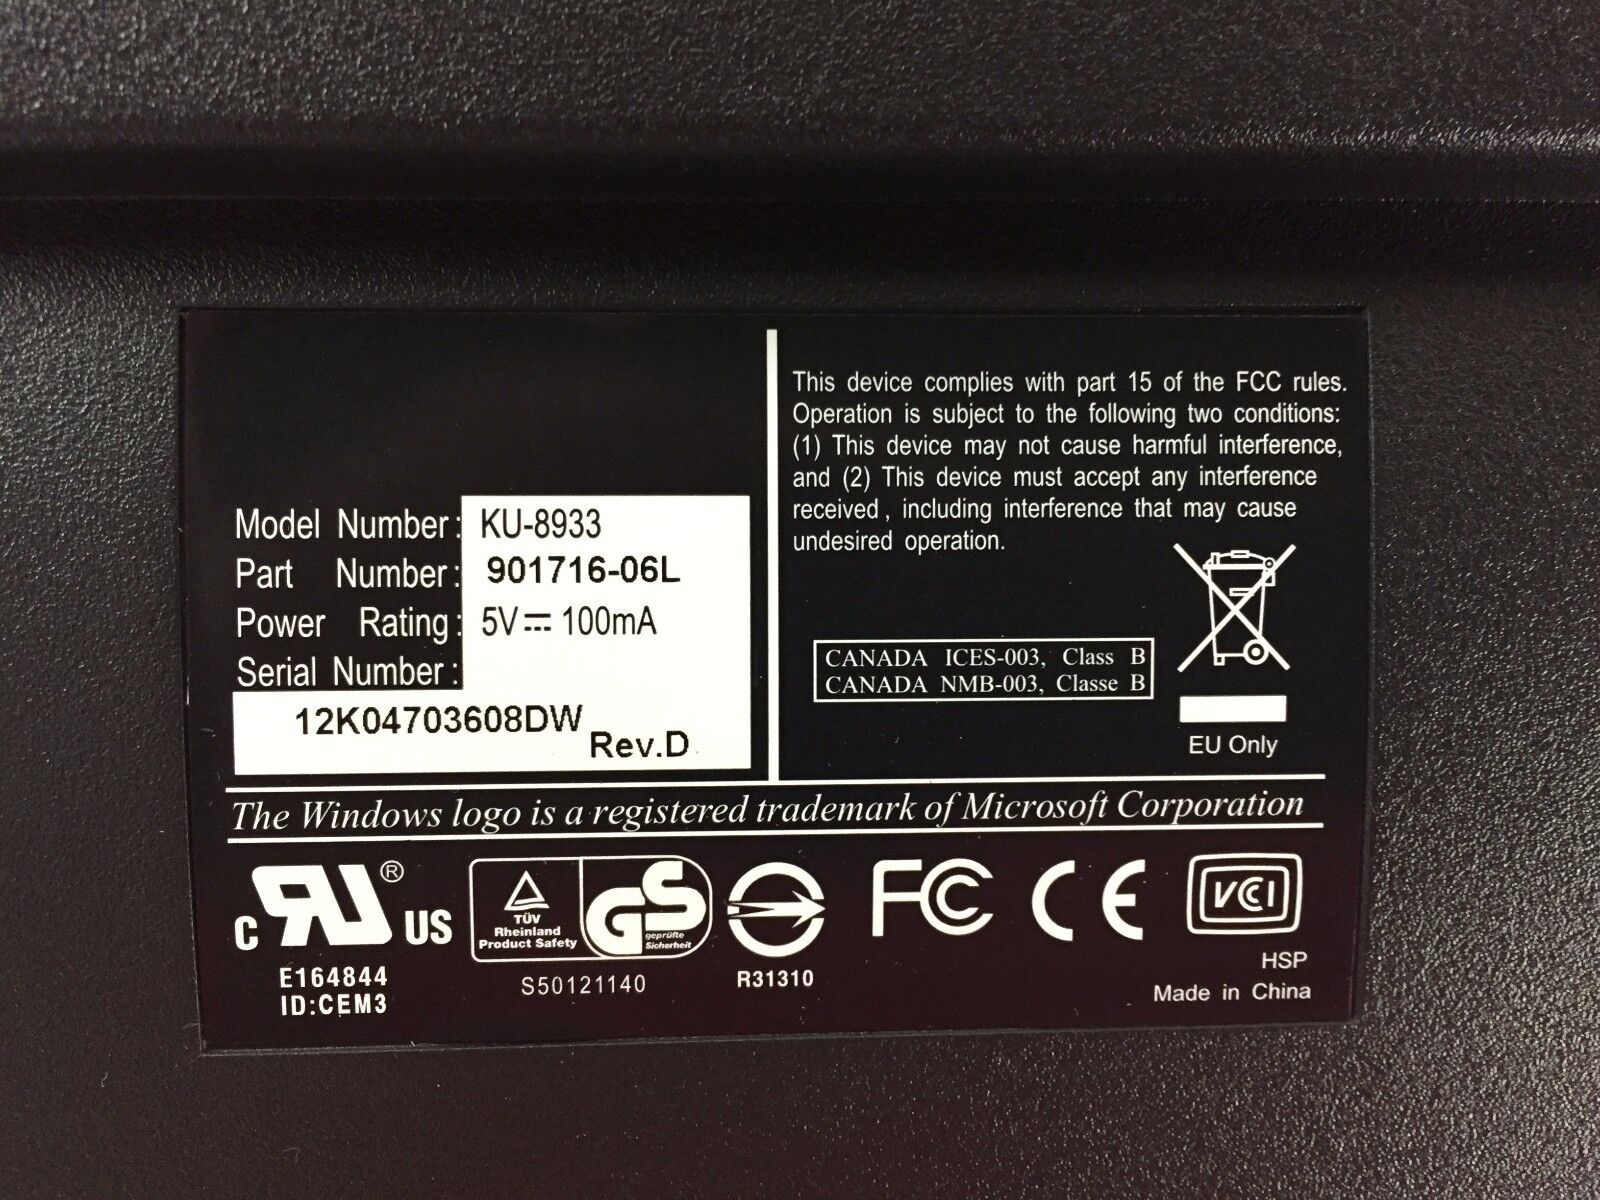 Model Number: KU-8933
Part Number: 901716-06L
Power Rating: 5V⎓ 100mA
Serial Number:
12K04703608DW
Rev.D
This device complies with part 15 of the FCC rules.
Operation is subject to the following two conditions:
(1) This device may not cause harmful interference,
and (2) This device must accept any interference
received, including interference that may cause
undesired operation.
CANADA ICES-003, Class B
CANADA NMB-003, Classe B
EU Only
The Windows logo is a registered trademark of Microsoft Corporation
c RU ® US
E164844
ID:CEM3
TÜV
Rheinland
Product Safety
GS
geprüfte
Sicherheit
S50121140
R31310
FC
CE
VCI
HSP
Made in China